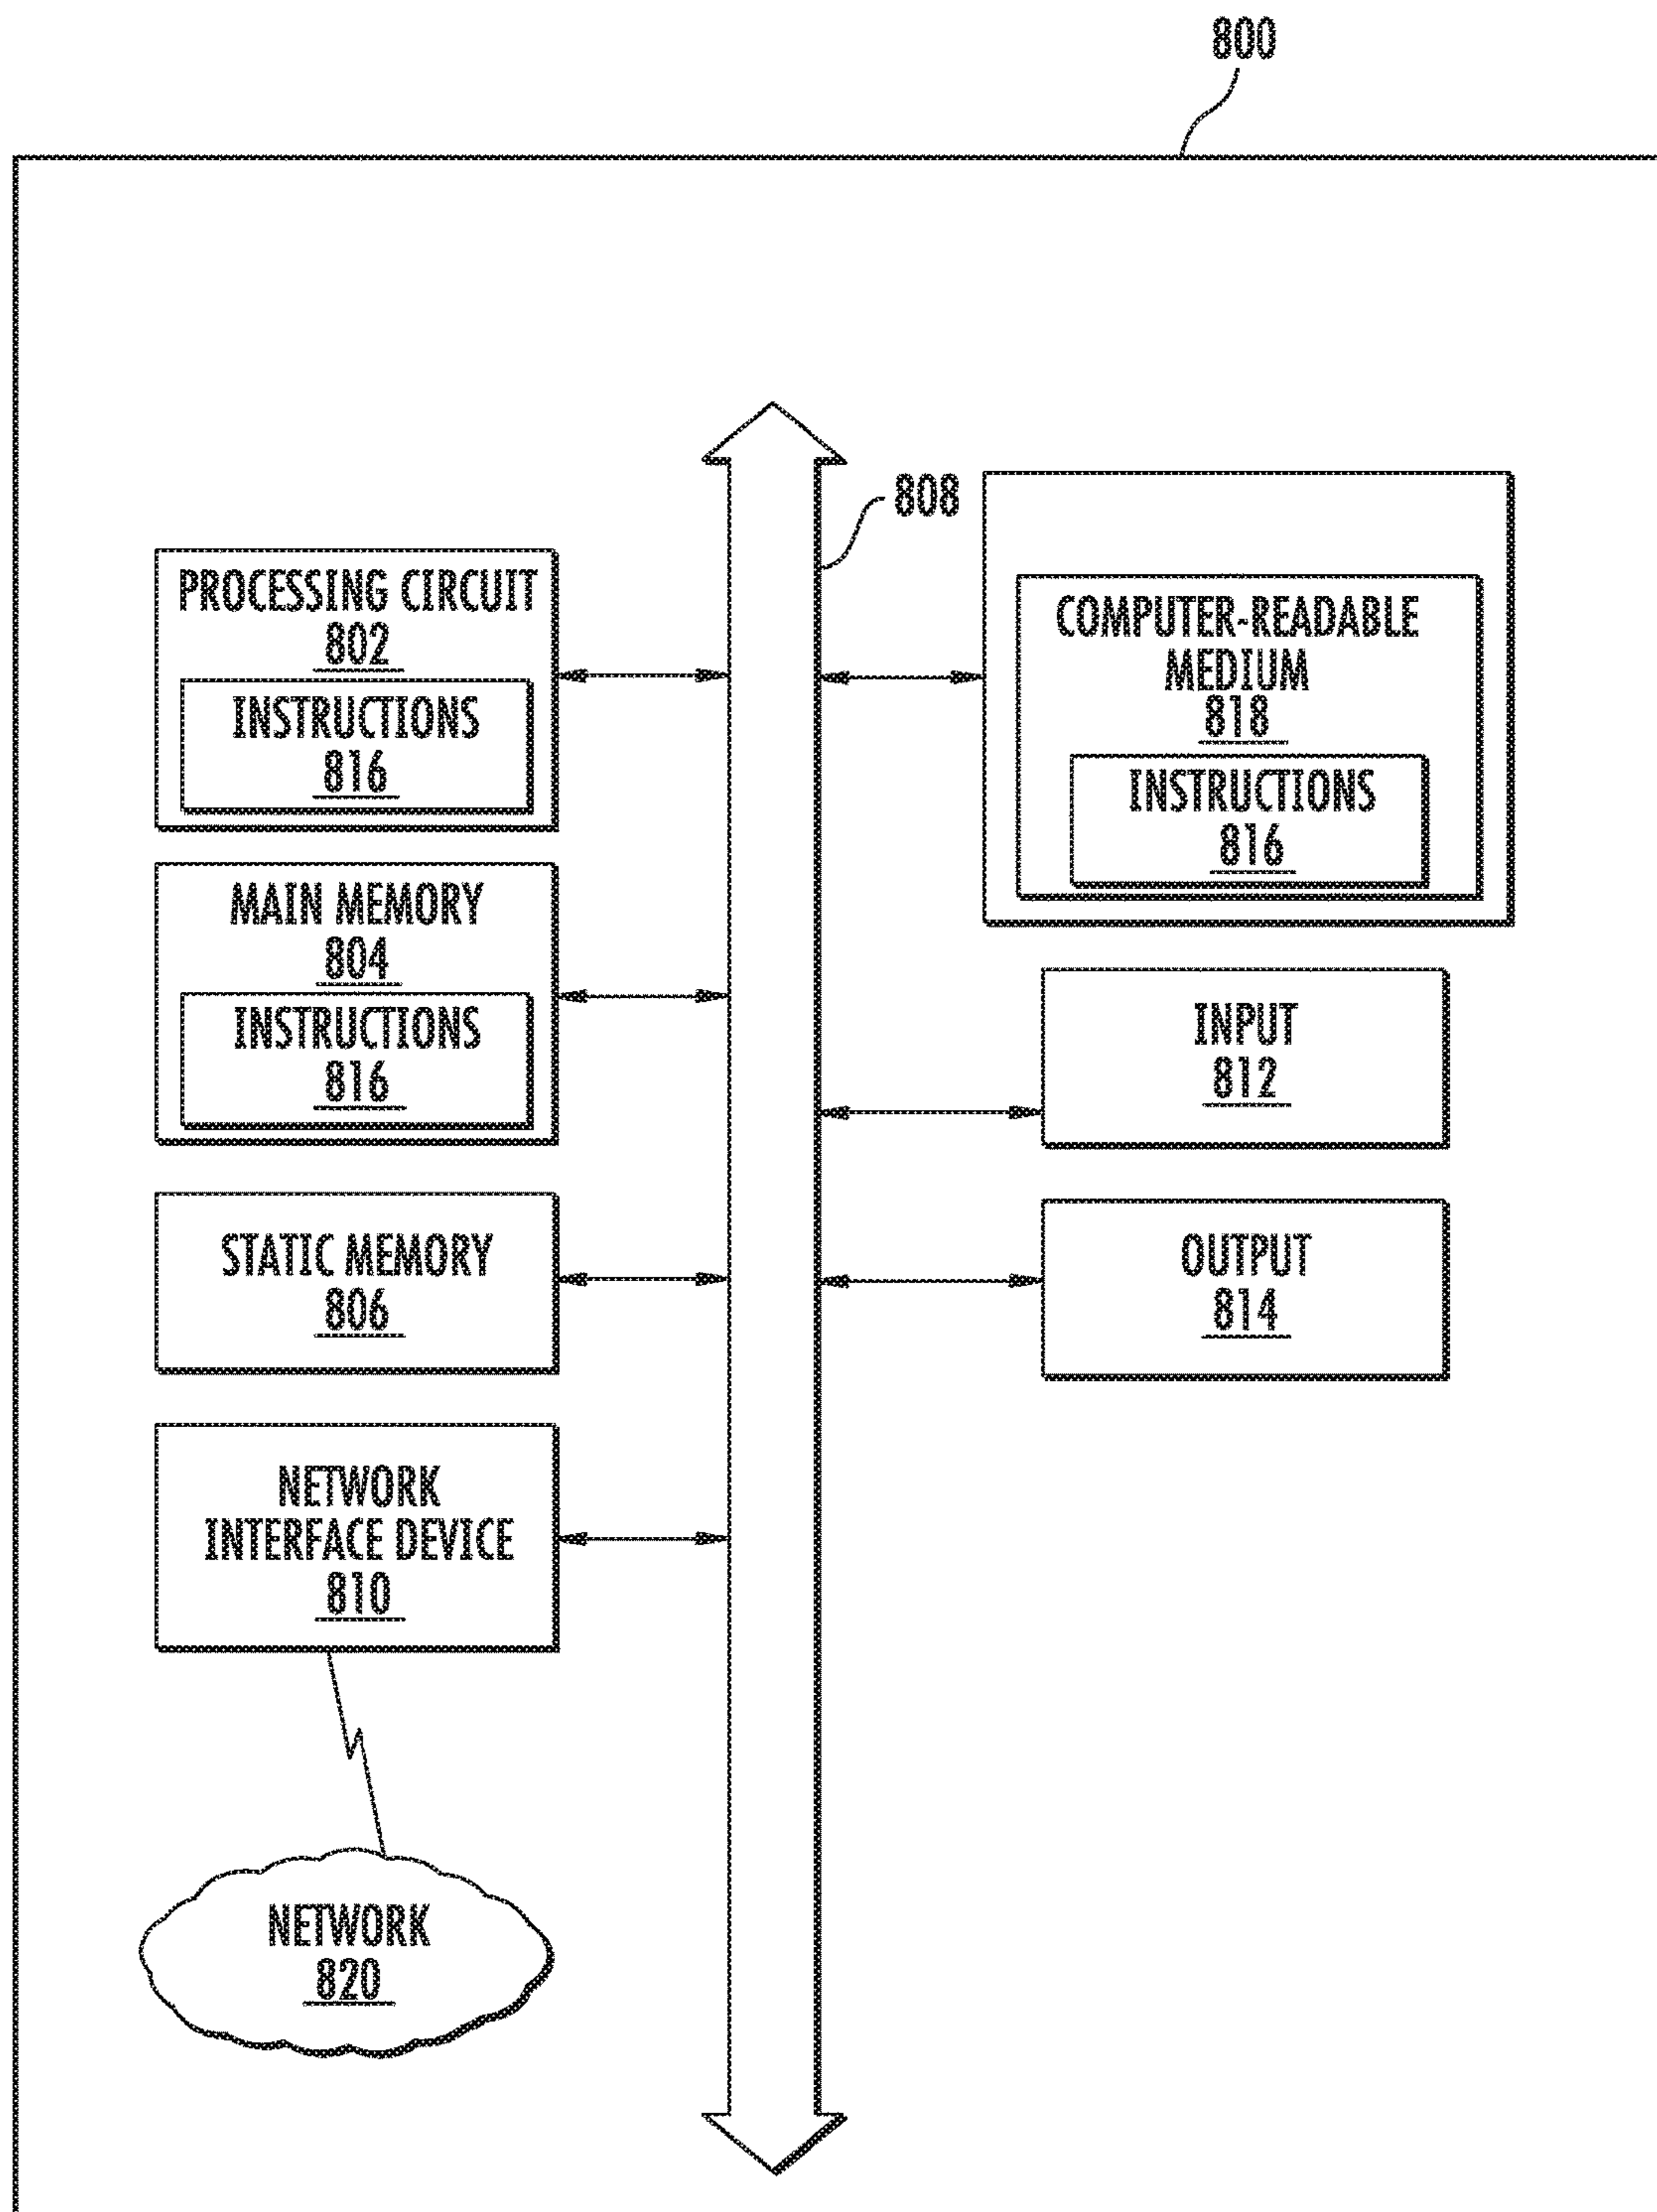 800
808
PROCESSING CIRCUIT
802
INSTRUCTIONS
816
MAIN MEMORY
804
INSTRUCTIONS
816
STATIC MEMORY
806
NETWORK
INTERFACE DEVICE
810
NETWORK
820
COMPUTER-READABLE
MEDIUM
818
INSTRUCTIONS
816
INPUT
812
OUTPUT
814